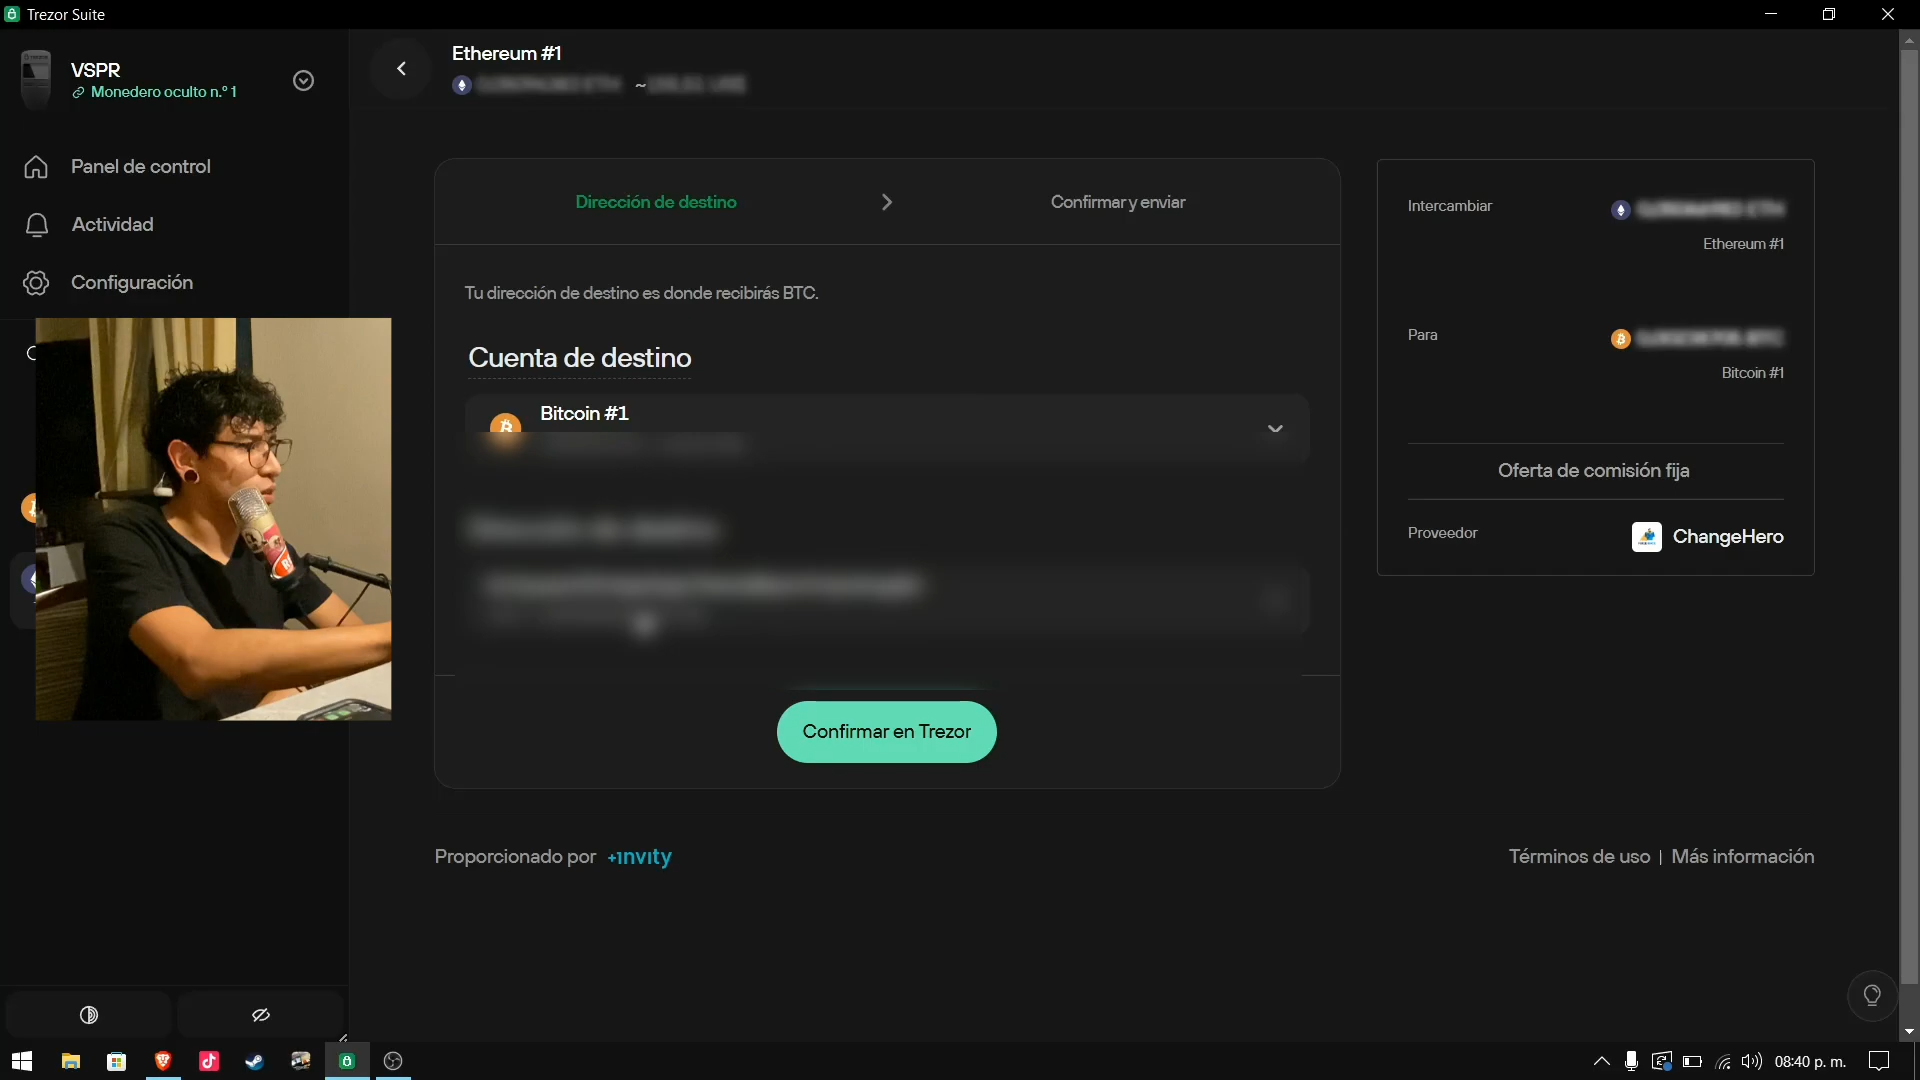 Trezor Suite
VSPR
Monedero oculto n.º 1
Panel de control
Actividad
Configuración
Ethereum #1
Dirección de destino
Confirmar y enviar
Tu dirección de destino es donde recibirás BTC.
Cuenta de destino
Bitcoin #1
Confirmar en Trezor
Intercambiar
Ethereum #1
Para
Bitcoin #1
Oferta de comisión fija
Proveedor
ChangeHero
Proporcionado por +invity
Términos de uso | Más información
08:40 p. m.